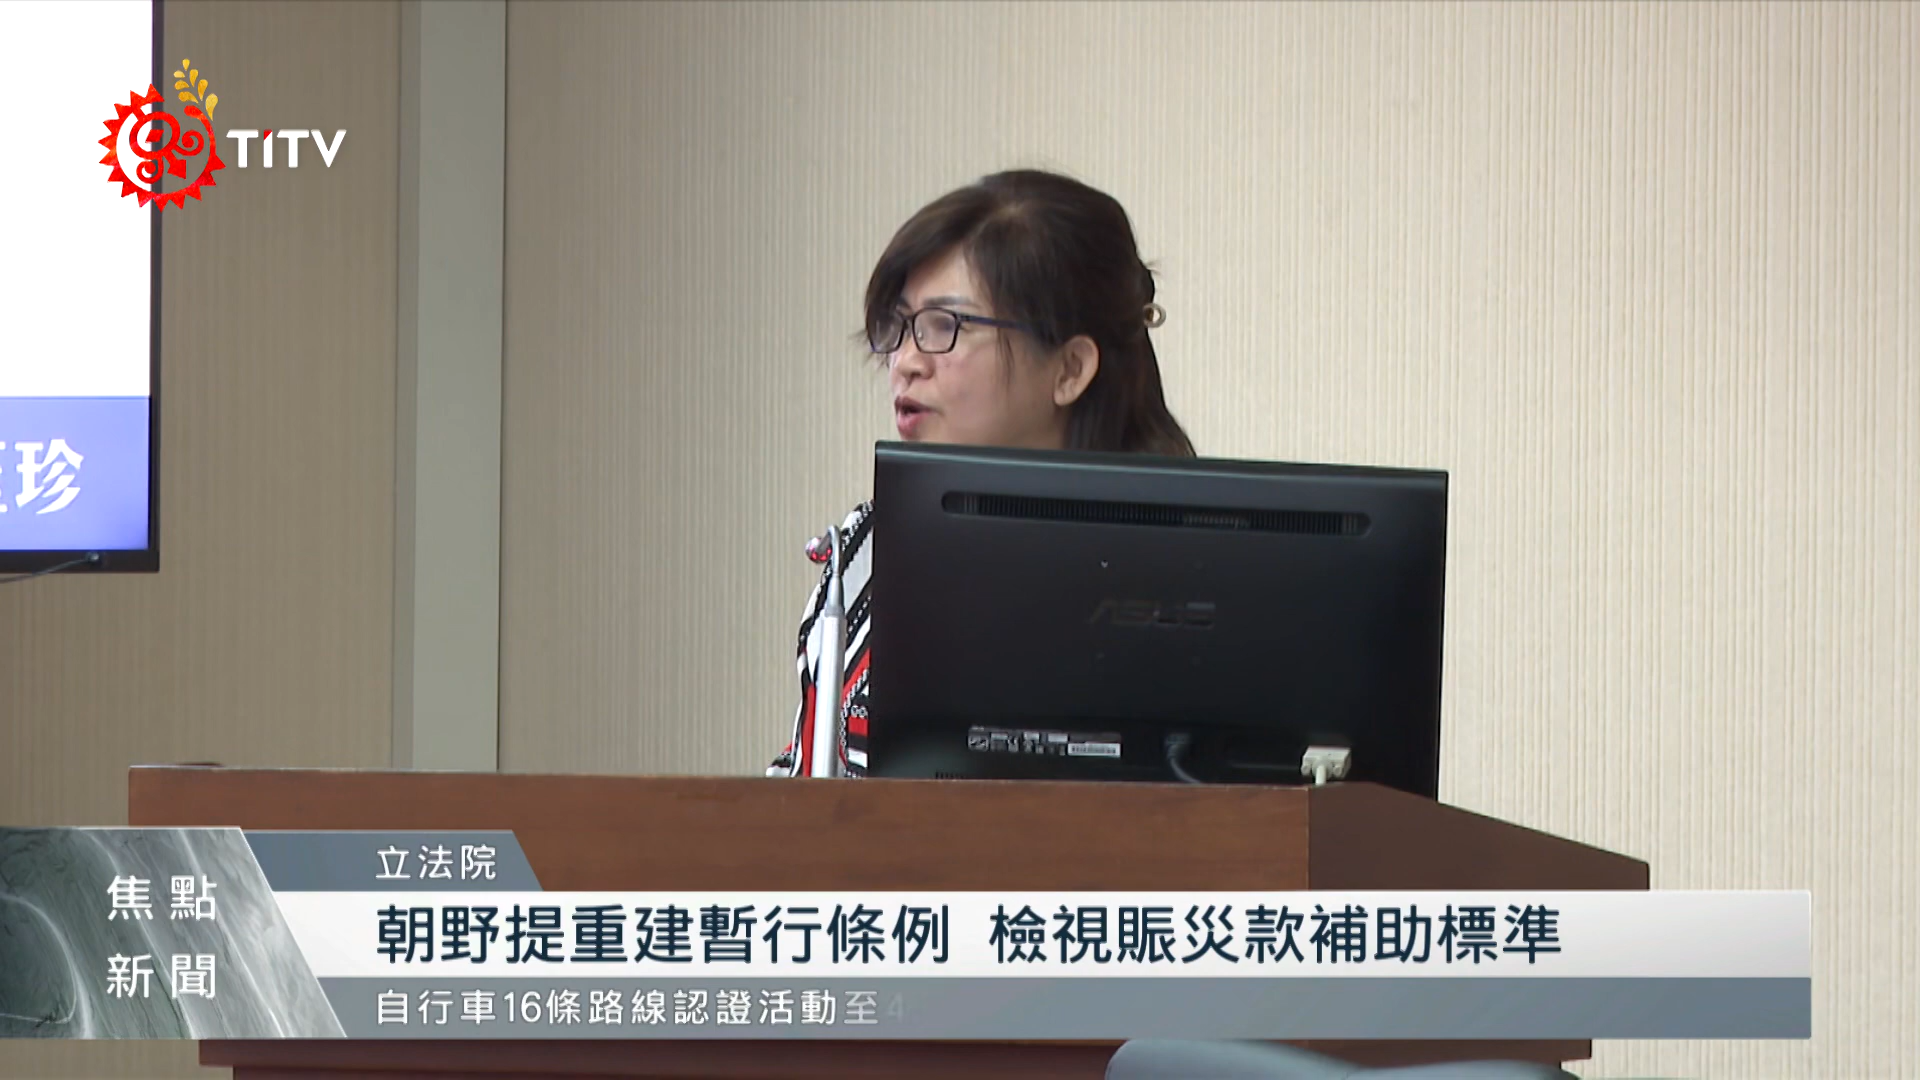 TITV
珍
ASUS
立法院
焦點
新聞
朝野提重建暫行條例 檢視賑災款補助標準
自行車16條路線認證活動至4